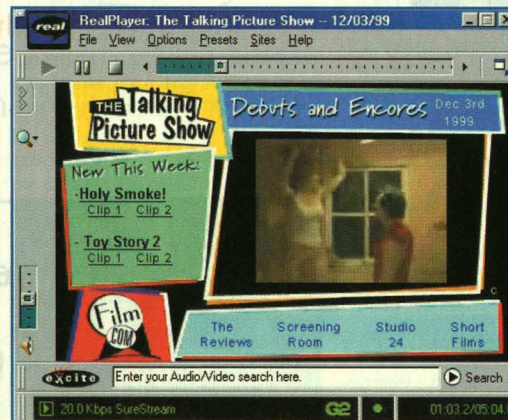 real
RealPlayer: The Talking Picture Show -- 12/03/99
File View Options Presets Sites Help
THE Talking
Picture Show
Debuts and Encores
Dec 3rd
1999
New This Week:
- Holy Smoke!
Clip 1 Clip 2
- Toy Story 2
Clip 1 Clip 2
Film
.COM
The
Reviews
Screening
Room
Studio
24
Short
Films
excite
Enter your Audio/Video search here.
Search
20.0 Kbps SureStream
G2
01:03.2/05:04.